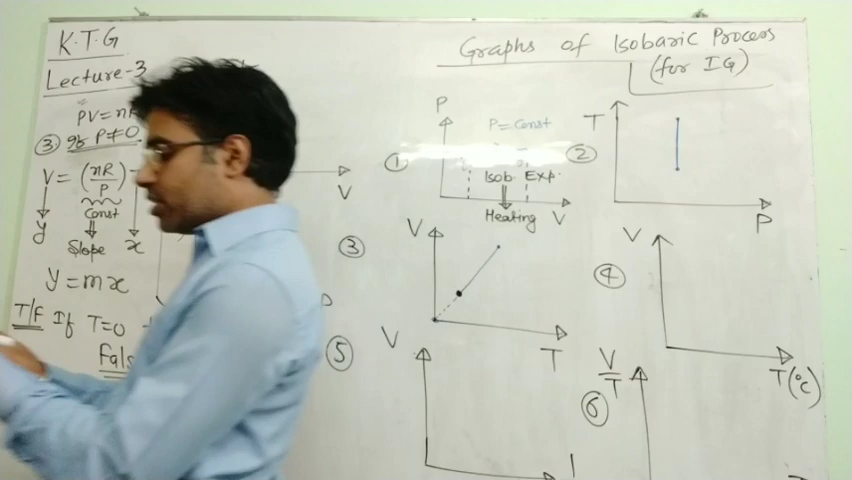 K.T.G
Lecture-3
PV=nR
③ If P≠0
V = (nR/P)
Const
y Slope x
y = mx
T/F If T=0
Fals
V
Graphs of Isobaric Process
(for IG)
① P
P = Const
Isob. Exp.
Heating V
② T
P
③ V
T
④ V
T(°C)
⑤ V
⑥ V/T